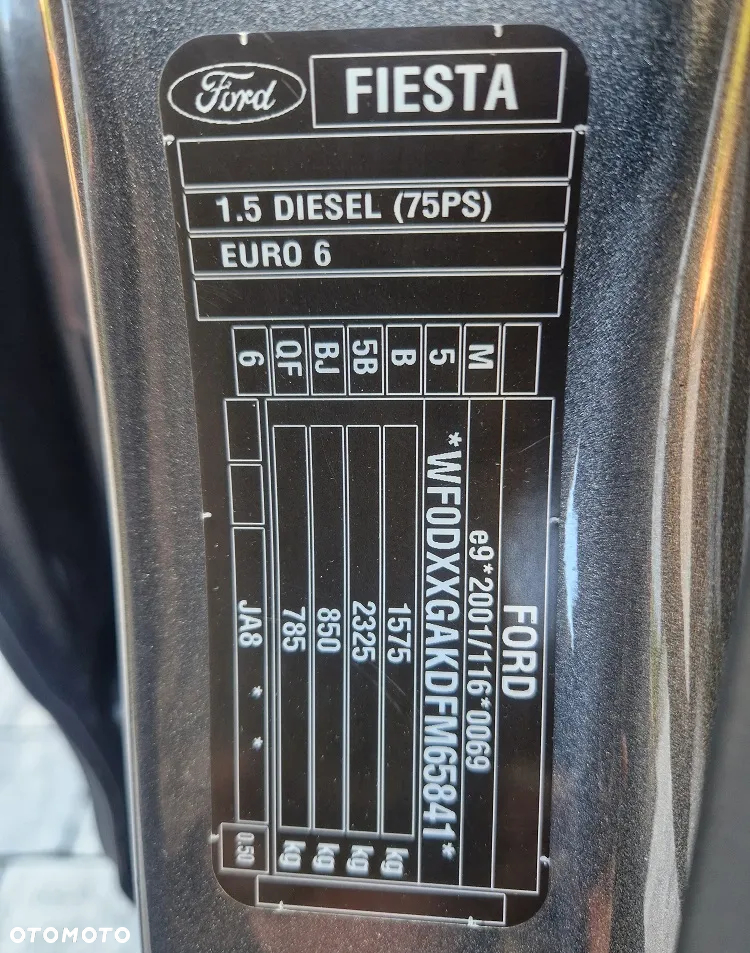 Ford
FIESTA
1.5 DIESEL (75PS)
EURO 6
M
5
B
5B
BJ
QF
6
FORD
e9*2001/116*0069
*WF0DXXGAKDFM65841*
1575 kg
2325 kg
850 kg
785 kg
JA8 * *
0.50
OTOMOTO